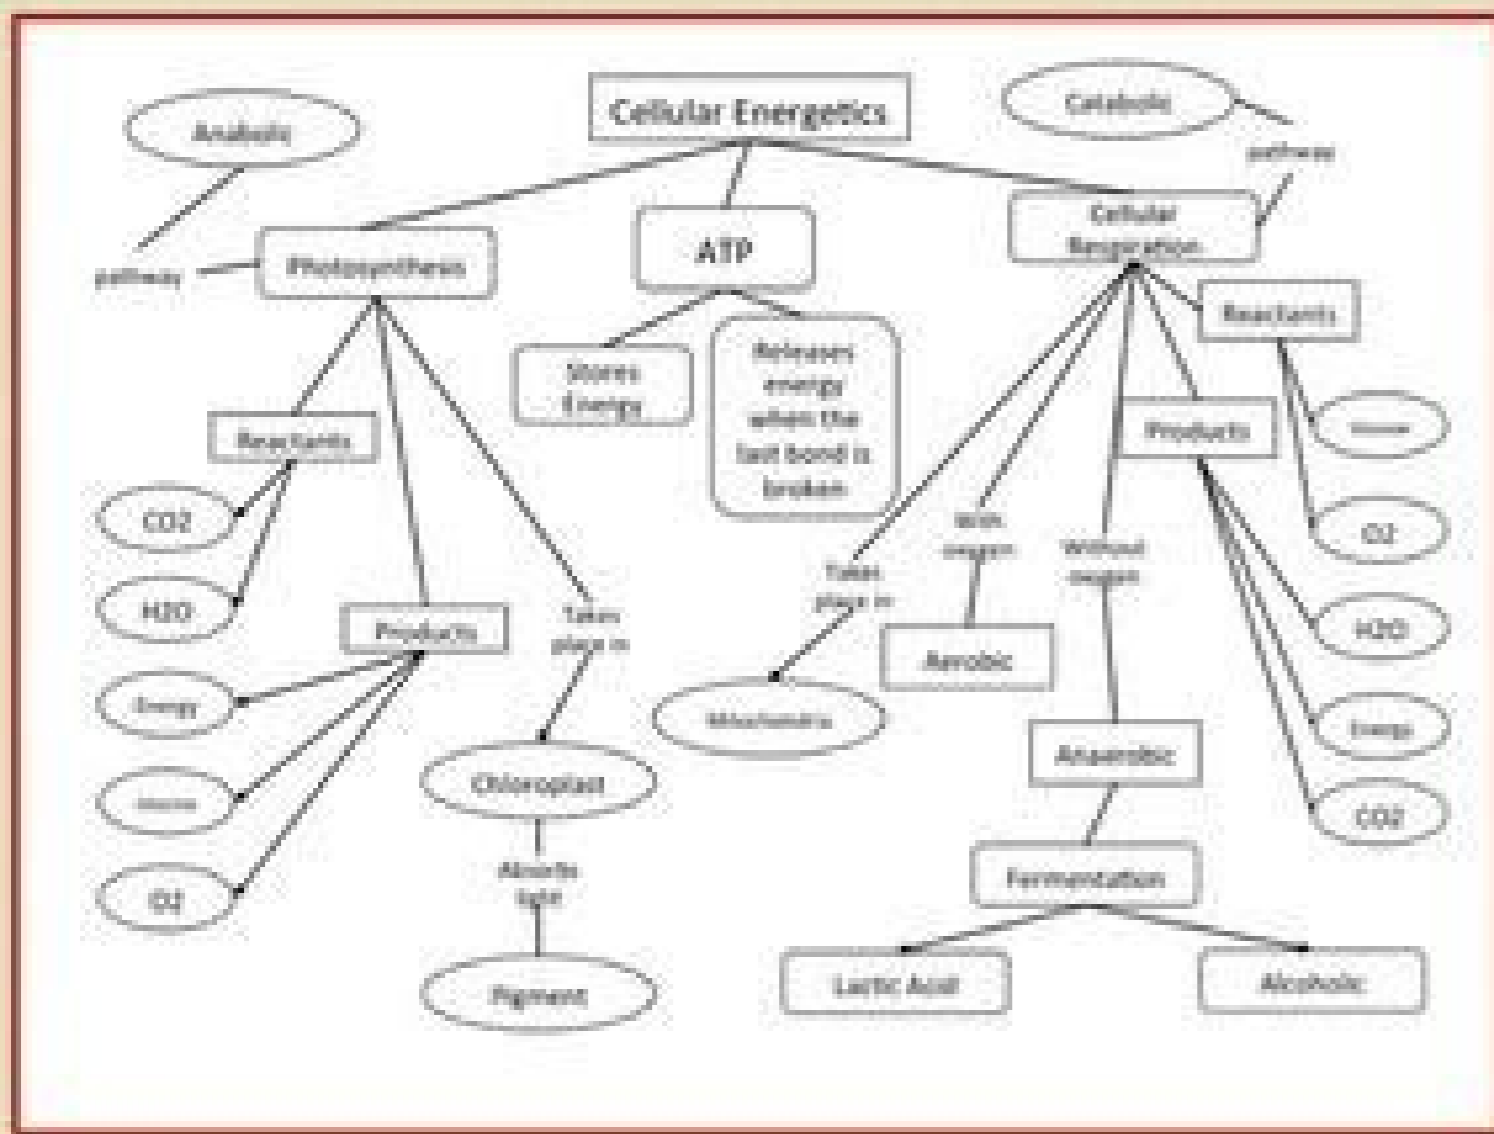 Cellular Energetics
Anabolic
Catabolic
pathway
pathway
Photosynthesis
ATP
Cellular
Respiration
Reactants
Stores
Energy
Releases
energy
when the
last bond is
broken
Reactants
Products
CO2
H2O
Products
Energy
O2
Takes
place in
Chloroplast
Absorbs
light
Pigment
Takes
place in
Mitochondria
With
oxygen
Aerobic
Without
oxygen
Anaerobic
Fermentation
Lactic Acid
Alcoholic
O2
H2O
Energy
CO2